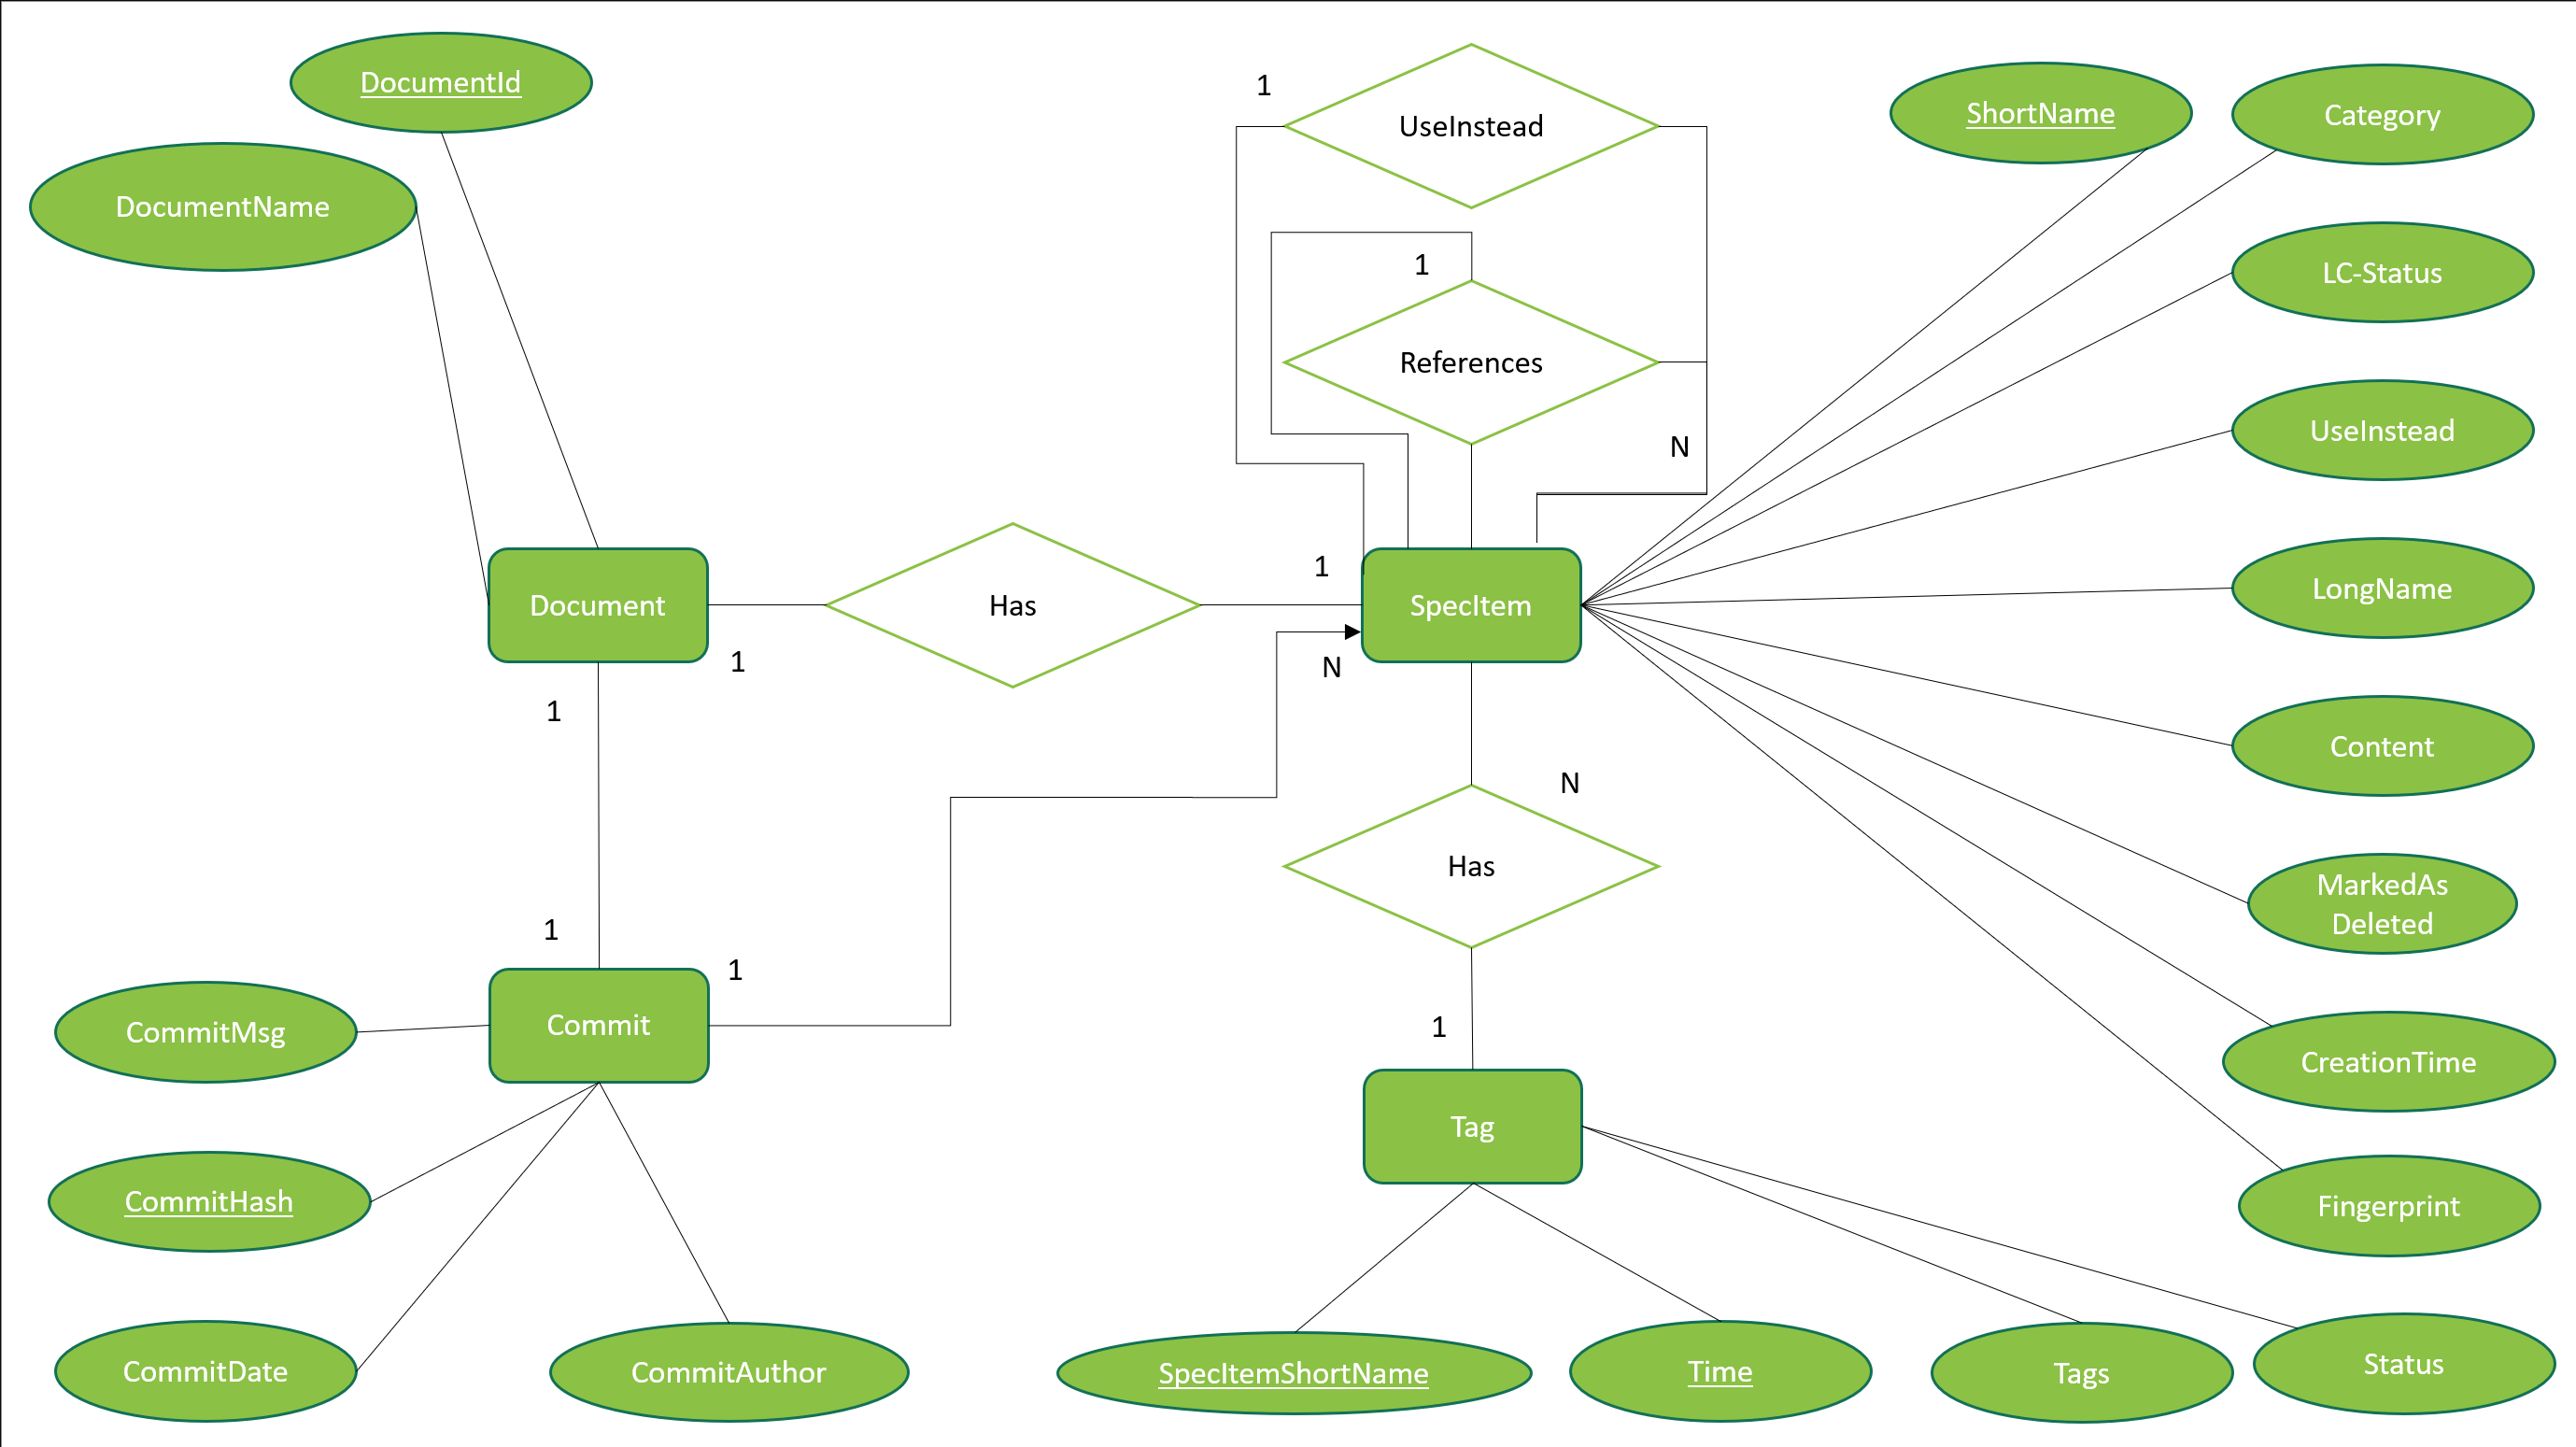 DocumentId
DocumentName
1
UseInstead
1
References
N
ShortName
Category
LC-Status
UseInstead
LongName
Content
MarkedAs
Deleted
CreationTime
Fingerprint
Document
1
Has
1
SpecItem
N
1
1
1
Commit
CommitMsg
CommitHash
CommitDate
CommitAuthor
N
Has
1
Tag
SpecItemShortName
Time
Tags
Status